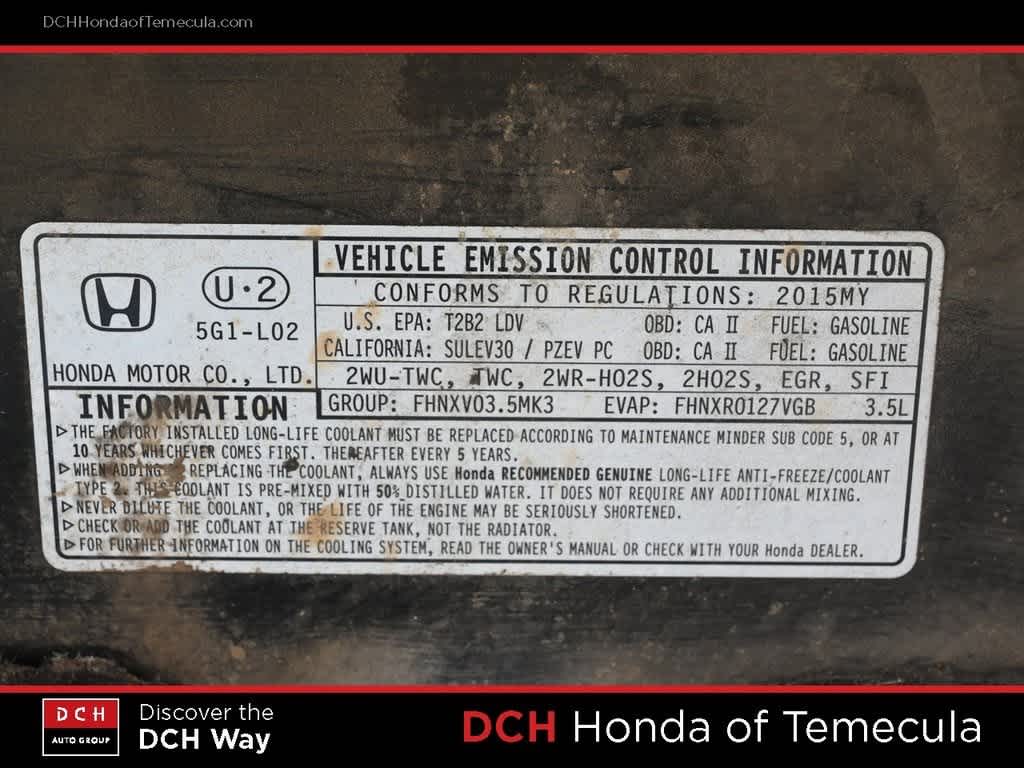 DCHHondaofTemecula.com
VEHICLE EMISSION CONTROL INFORMATION
U·2
CONFORMS TO REGULATIONS: 2015MY
5G1-L02
U.S. EPA: T2B2 LDV OBD: CA II FUEL: GASOLINE
CALIFORNIA: SULEV30 / PZEV PC OBD: CA II FUEL: GASOLINE
HONDA MOTOR CO., LTD.
2WU-TWC, TWC, 2WR-HO2S, 2HO2S, EGR, SFI
INFORMATION
GROUP: FHNXV03.5MK3 EVAP: FHNXR0127VGB 3.5L
▷THE FACTORY INSTALLED LONG-LIFE COOLANT MUST BE REPLACED ACCORDING TO MAINTENANCE MINDER SUB CODE 5, OR AT
10 YEARS WHICHEVER COMES FIRST. THEREAFTER EVERY 5 YEARS.
▷WHEN ADDING OR REPLACING THE COOLANT, ALWAYS USE Honda RECOMMENDED GENUINE LONG-LIFE ANTI-FREEZE/COOLANT
TYPE 2. THIS COOLANT IS PRE-MIXED WITH 50% DISTILLED WATER. IT DOES NOT REQUIRE ANY ADDITIONAL MIXING.
▷NEVER DILUTE THE COOLANT, OR THE LIFE OF THE ENGINE MAY BE SERIOUSLY SHORTENED.
▷CHECK OR ADD THE COOLANT AT THE RESERVE TANK, NOT THE RADIATOR.
▷FOR FURTHER INFORMATION ON THE COOLING SYSTEM, READ THE OWNER'S MANUAL OR CHECK WITH YOUR Honda DEALER.
DCH
AUTO GROUP
Discover the
DCH Way
DCH Honda of Temecula